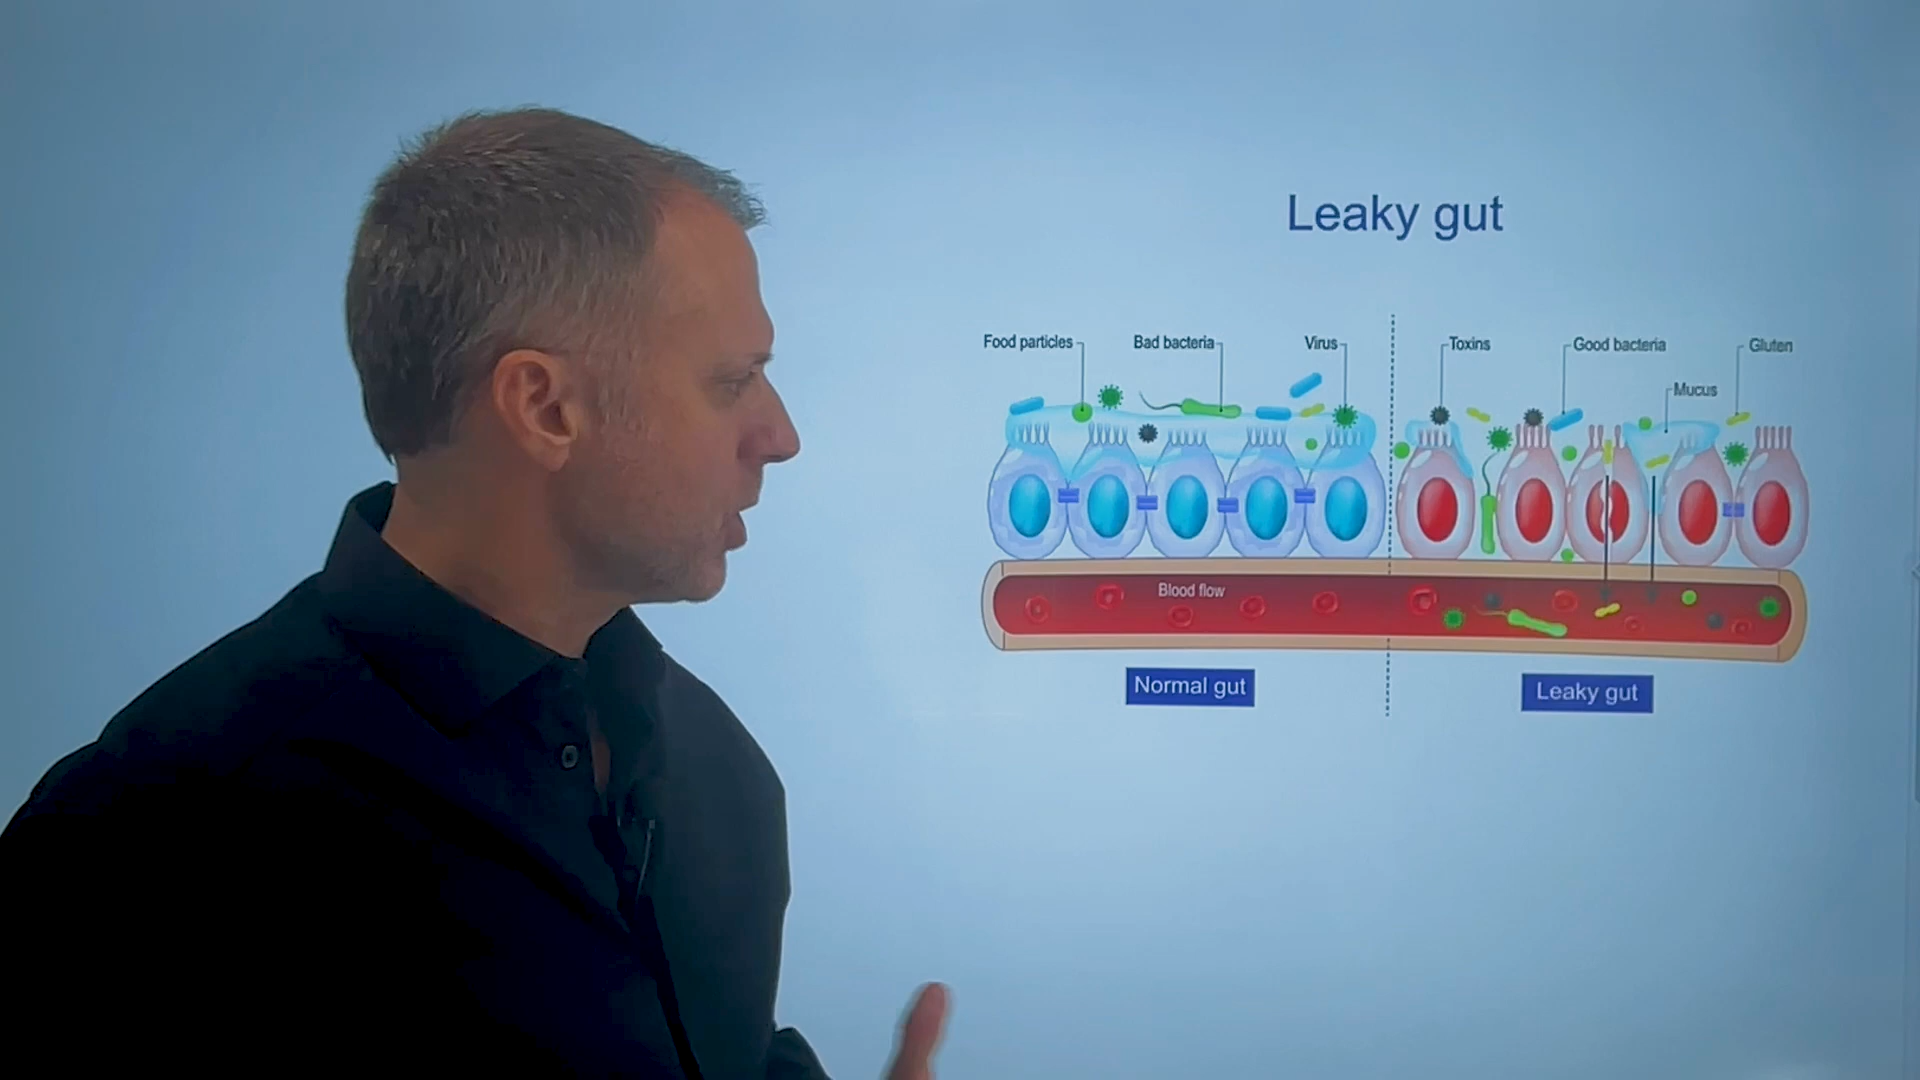 Leaky gut
Food particles
Bad bacteria
Virus
Toxins
Good bacteria
Gluten
Mucus
Blood flow
Normal gut
Leaky gut